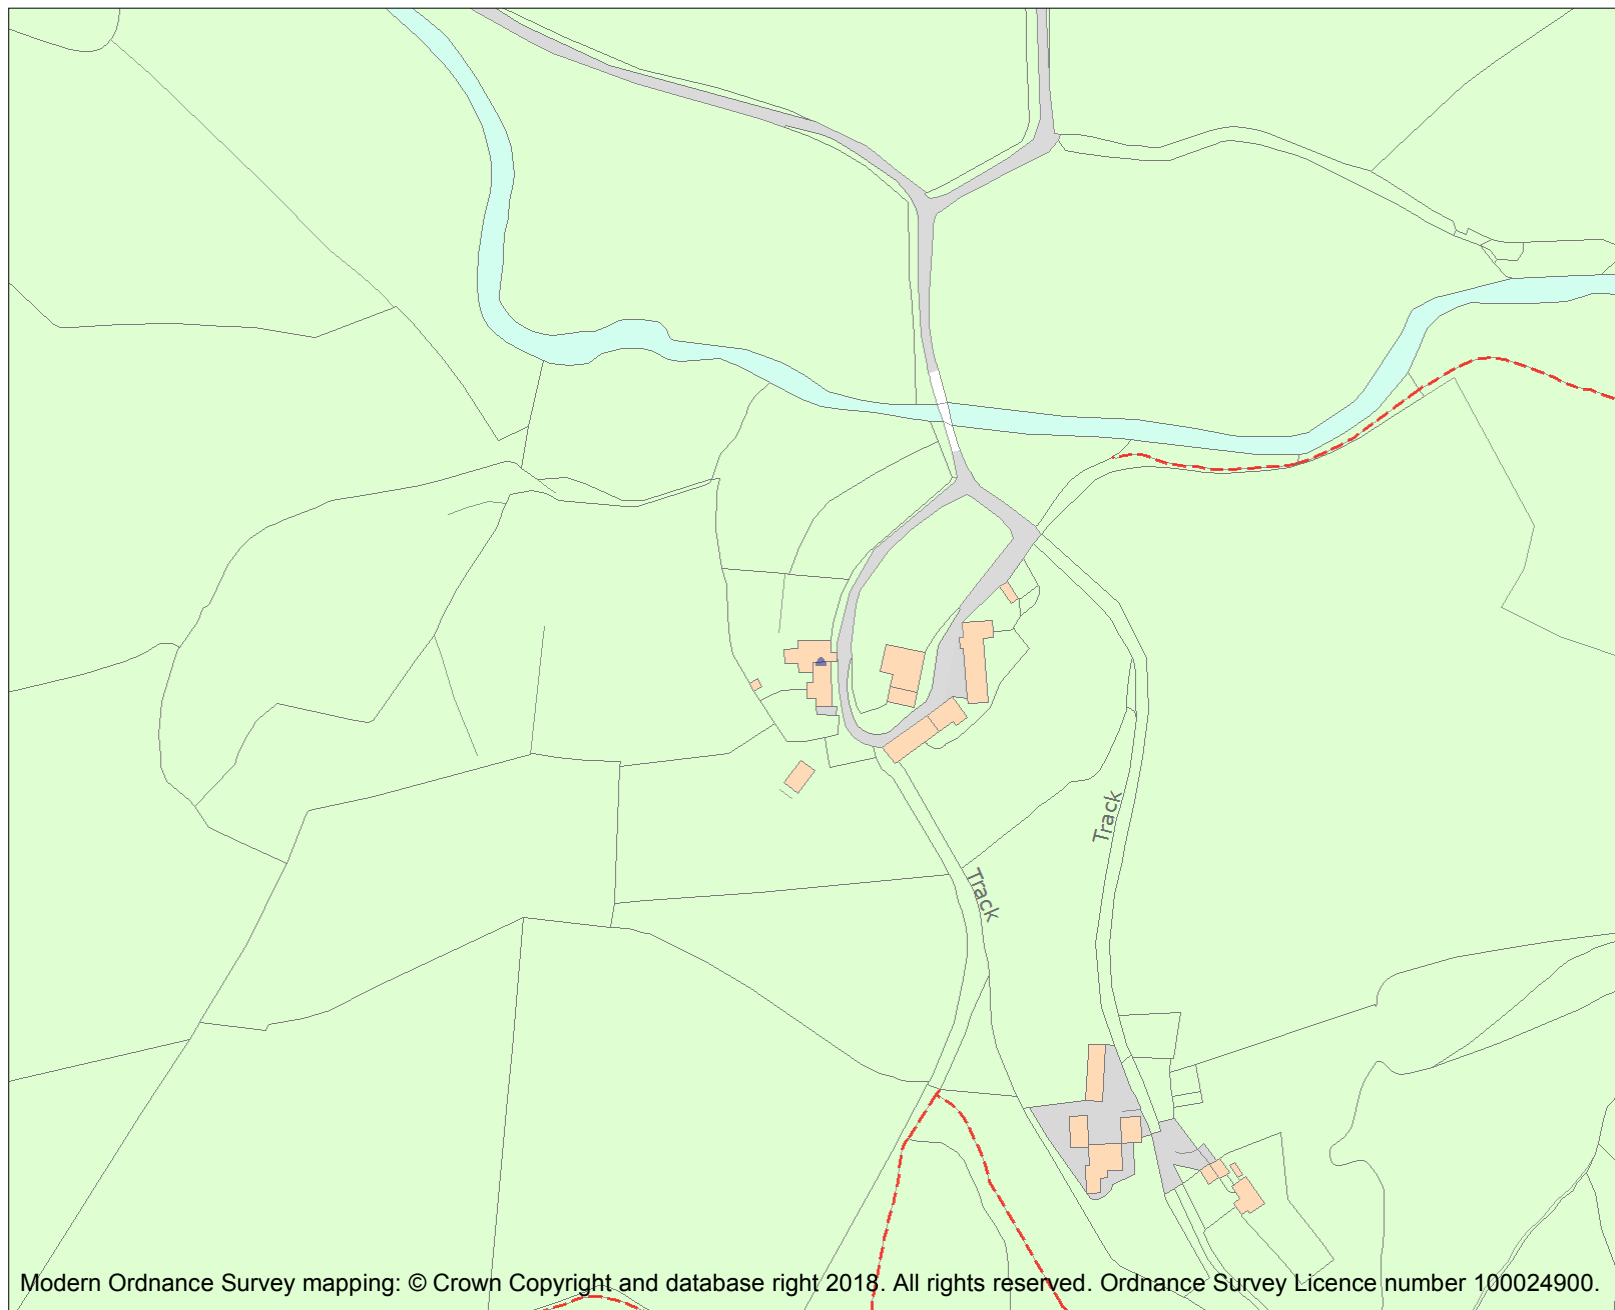 Track
Track
Modern Ordnance Survey mapping: © Crown Copyright and database right 2018. All rights reserved. Ordnance Survey Licence number 100024900.